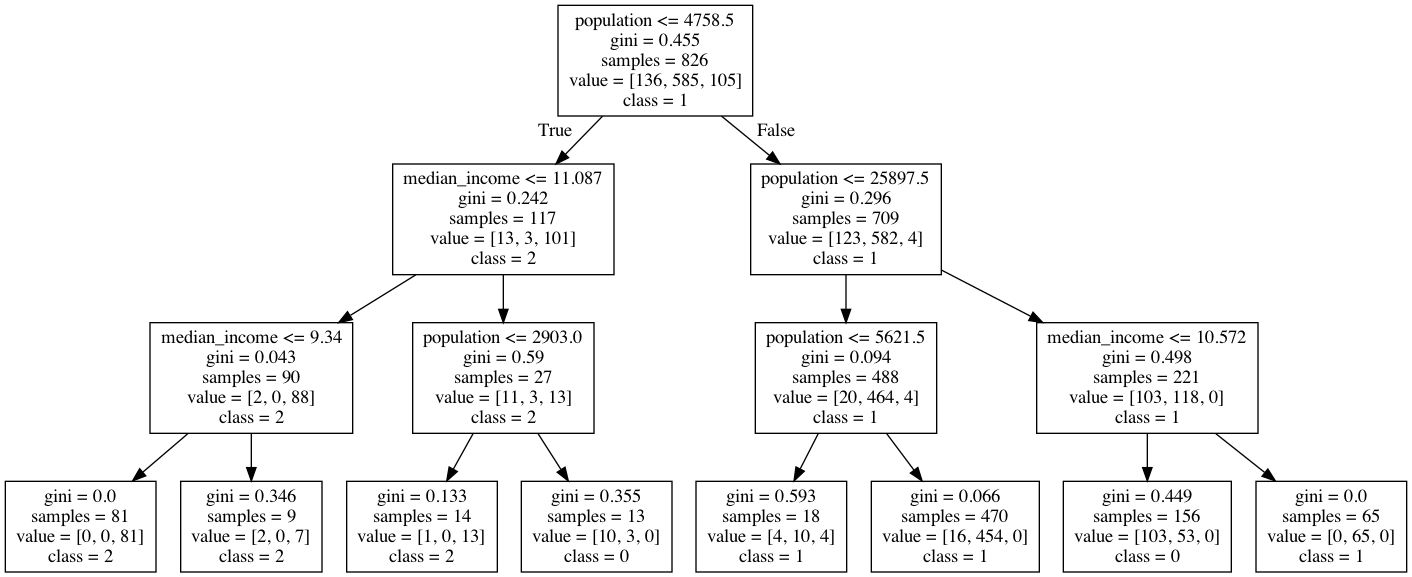 population <= 4758.5
gini = 0.455
samples = 826
value = [136, 585, 105]
class = 1
True
False
median_income <= 11.087
gini = 0.242
samples = 117
value = [13, 3, 101]
class = 2
population <= 25897.5
gini = 0.296
samples = 709
value = [123, 582, 4]
class = 1
median_income <= 9.34
gini = 0.043
samples = 90
value = [2, 0, 88]
class = 2
population <= 2903.0
gini = 0.59
samples = 27
value = [11, 3, 13]
class = 2
population <= 5621.5
gini = 0.094
samples = 488
value = [20, 464, 4]
class = 1
median_income <= 10.572
gini = 0.498
samples = 221
value = [103, 118, 0]
class = 1
gini = 0.0
samples = 81
value = [0, 0, 81]
class = 2
gini = 0.346
samples = 9
value = [2, 0, 7]
class = 2
gini = 0.133
samples = 14
value = [1, 0, 13]
class = 2
gini = 0.355
samples = 13
value = [10, 3, 0]
class = 0
gini = 0.593
samples = 18
value = [4, 10, 4]
class = 1
gini = 0.066
samples = 470
value = [16, 454, 0]
class = 1
gini = 0.449
samples = 156
value = [103, 53, 0]
class = 0
gini = 0.0
samples = 65
value = [0, 65, 0]
class = 1